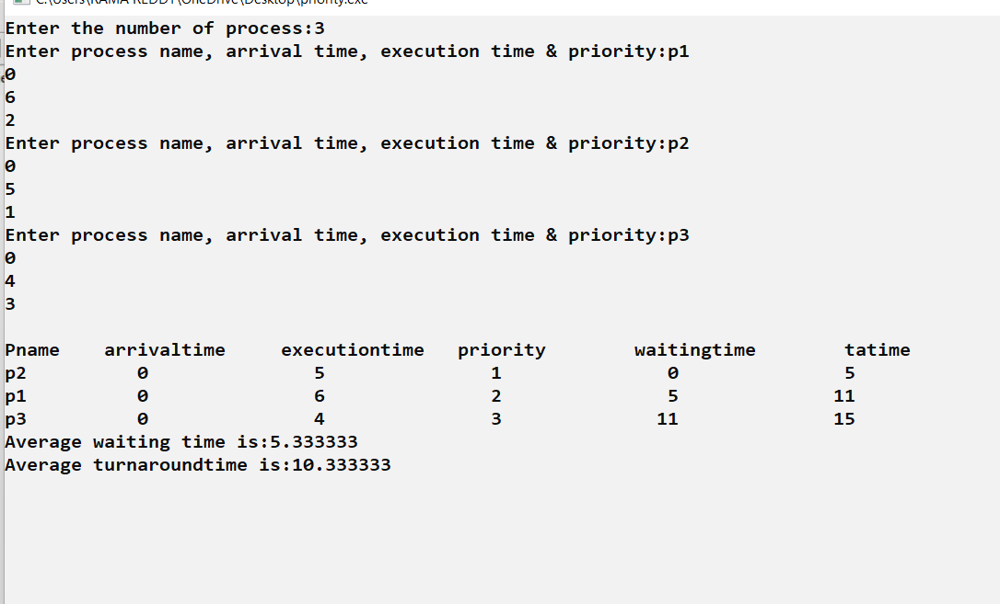 C:\Users\RAMA REDDY\OneDrive\Desktop\priority.exe
Enter the number of process:3
Enter process name, arrival time, execution time & priority:p1
0
6
2
Enter process name, arrival time, execution time & priority:p2
0
5
1
Enter process name, arrival time, execution time & priority:p3
0
4
3
Pname arrivaltime executiontime priority waitingtime tatime
p2 0 5 1 0 5
p1 0 6 2 5 11
p3 0 4 3 11 15
Average waiting time is:5.333333
Average turnaroundtime is:10.333333